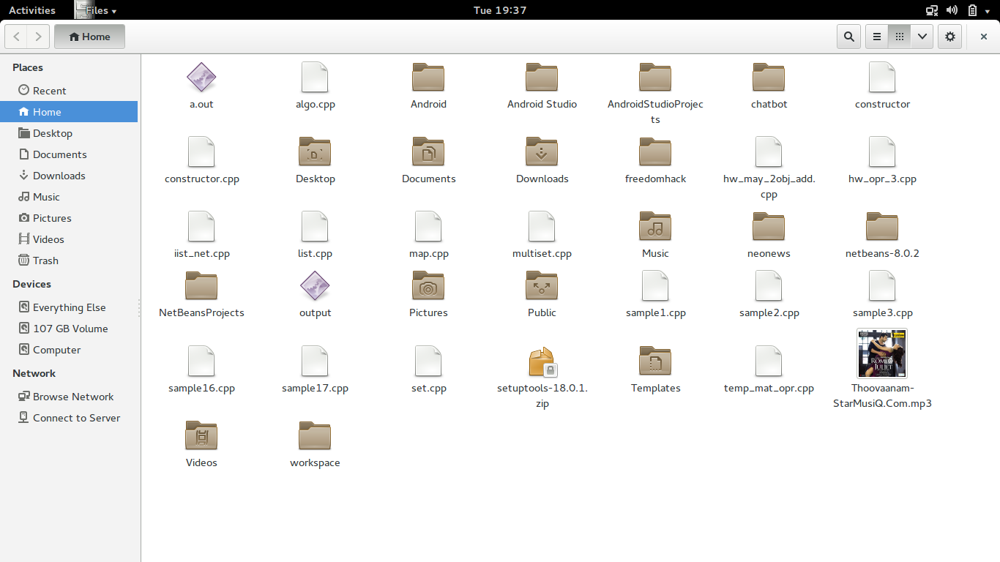 Activities Files Tue 19:37
Home
Places
Recent
Home
Desktop
Documents
Downloads
Music
Pictures
Videos
Trash
Devices
Everything Else
107 GB Volume
Computer
Network
Browse Network
Connect to Server
a.out algo.cpp Android Android Studio AndroidStudioProjec chatbot constructor
ts
constructor.cpp Desktop Documents Downloads freedomhack hw_may_2obj_add. hw_opr_3.cpp
cpp
iist_net.cpp list.cpp map.cpp multiset.cpp Music neonews netbeans-8.0.2
NetBeansProjects output Pictures Public sample1.cpp sample2.cpp sample3.cpp
ROMEO
JULIET
sample16.cpp sample17.cpp set.cpp setuptools-18.0.1. Templates temp_mat_opr.cpp Thoovaanam-
zip StarMusiQ.Com.mp3
Videos workspace